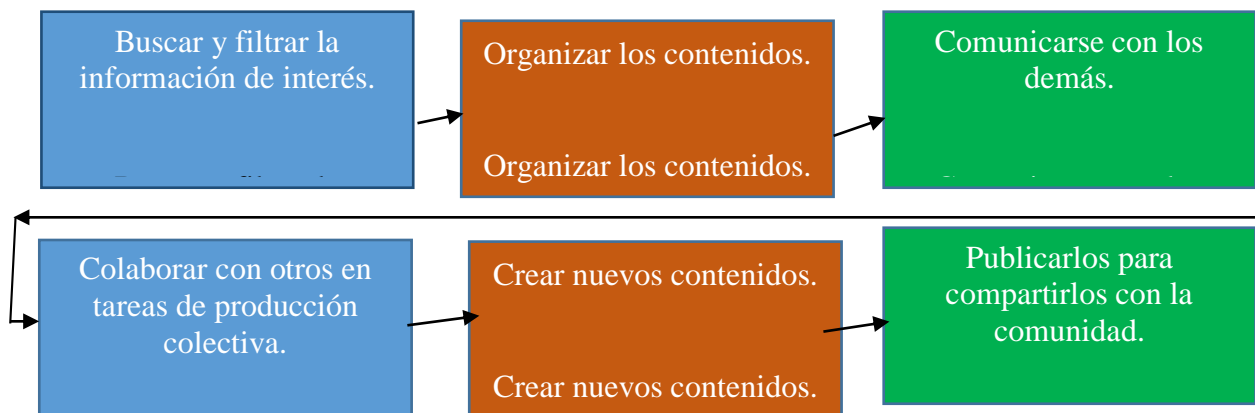 Buscar y filtrar la
información de interés.
Organizar los contenidos.
Organizar los contenidos.
Comunicarse con los
demás.
Colaborar con otros en
tareas de producción
colectiva.
Crear nuevos contenidos.
Crear nuevos contenidos.
Publicarlos para
compartirlos con la
comunidad.